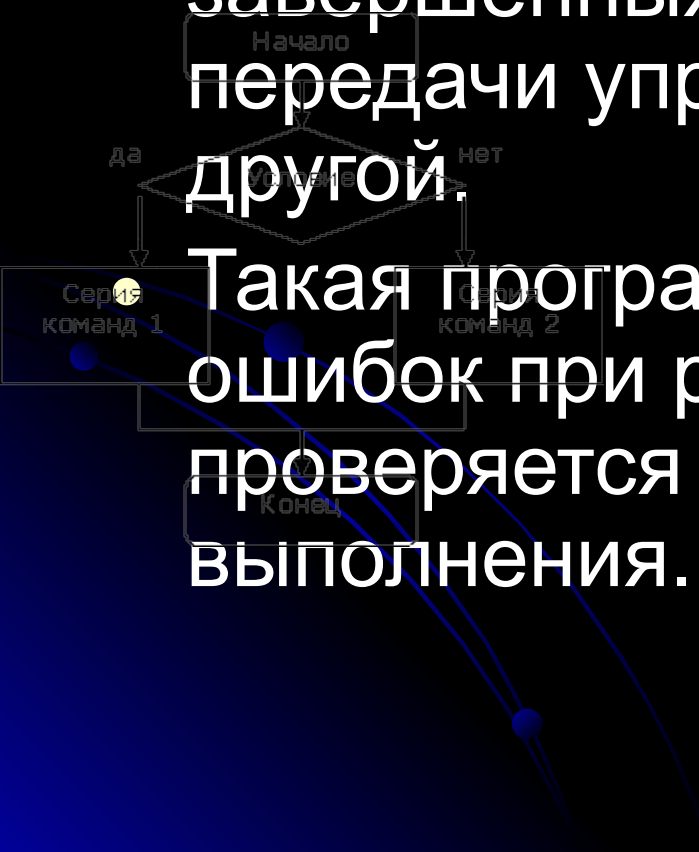 завершенных
передачи упр
другой.
Такая програ
ошибок при р
проверяется
выполнения.
Начало
да
нет
Условие
Серия
команд 1
Серия
команд 2
Конец